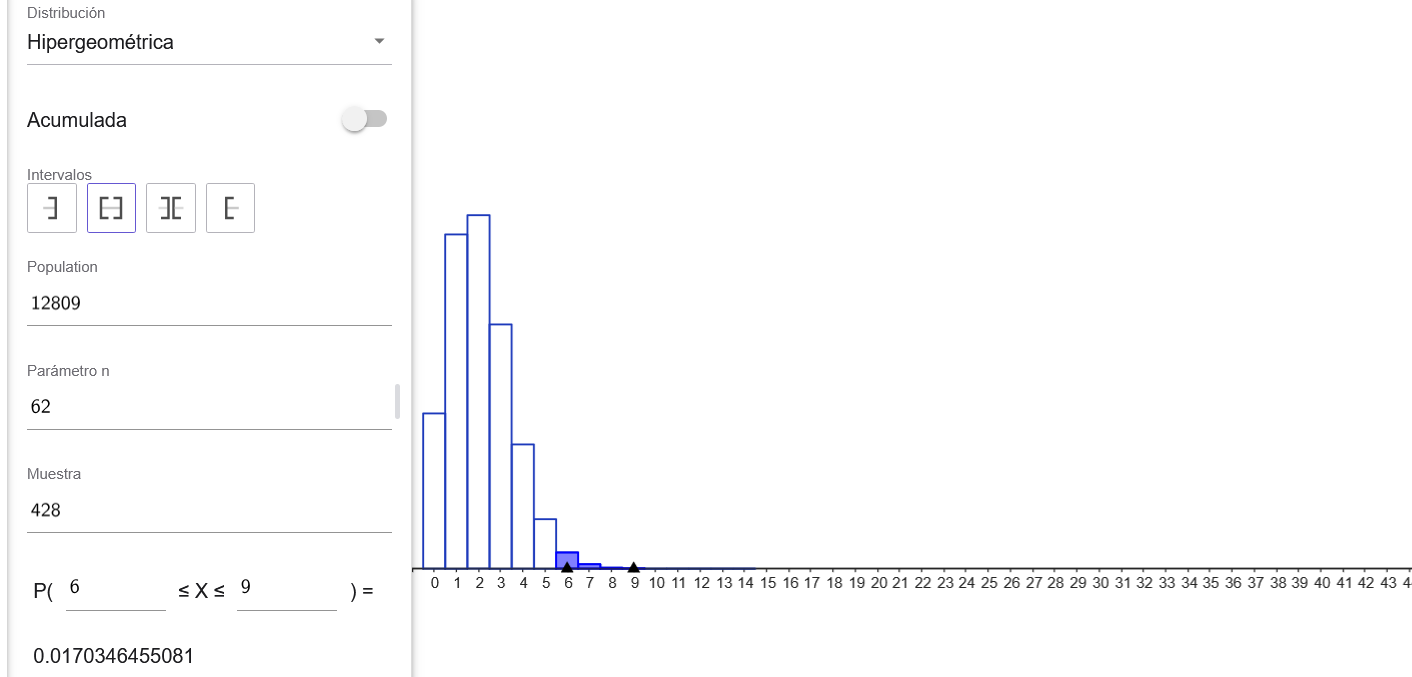 Distribución
Hipergeométrica
Acumulada
Intervalos
Population
12809
Parámetro n
62
Muestra
428
P( 6 ≤ X ≤ 9 ) =
0.0170346455081
0 1 2 3 4 5 6 7 8 9 10 11 12 13 14 15 16 17 18 19 20 21 22 23 24 25 26 27 28 29 30 31 32 33 34 35 36 37 38 39 40 41 42 43